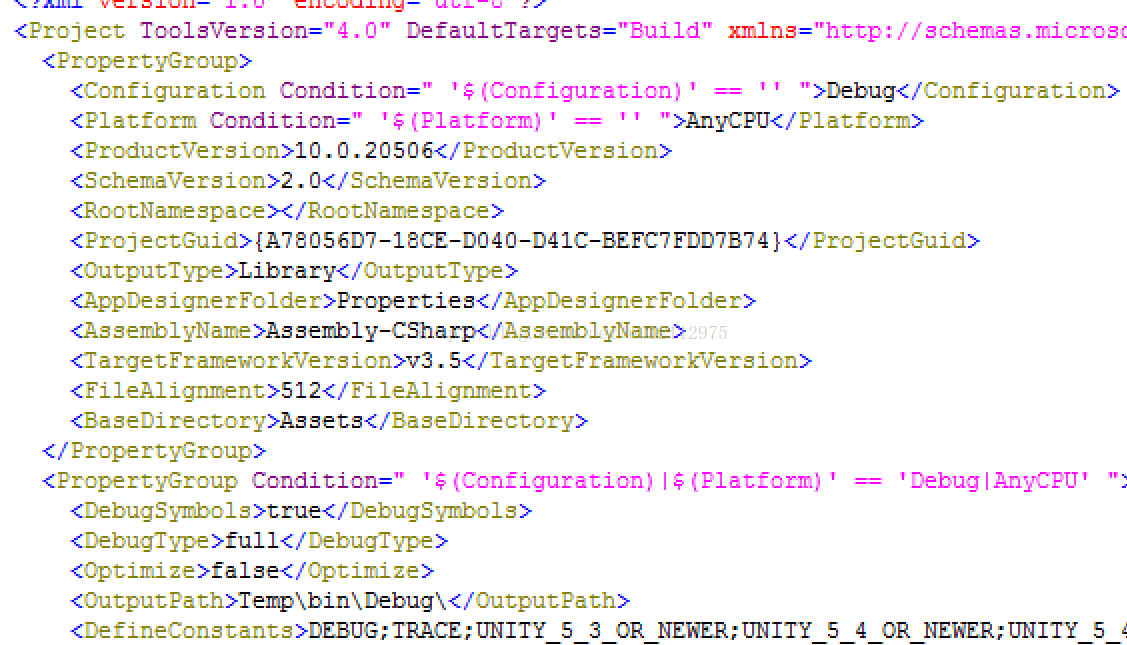 <?xml version="1.0" encoding="utf-8"?>
<Project ToolsVersion="4.0" DefaultTargets="Build" xmlns="http://schemas.microso
<PropertyGroup>
<Configuration Condition=" '$(Configuration)' == '' ">Debug</Configuration>
<Platform Condition=" '$(Platform)' == '' ">AnyCPU</Platform>
<ProductVersion>10.0.20506</ProductVersion>
<SchemaVersion>2.0</SchemaVersion>
<RootNamespace></RootNamespace>
<ProjectGuid>{A78056D7-18CE-D040-D41C-BEFC7FDD7B74}</ProjectGuid>
<OutputType>Library</OutputType>
<AppDesignerFolder>Properties</AppDesignerFolder>
<AssemblyName>Assembly-CSharp</AssemblyName>
<TargetFrameworkVersion>v3.5</TargetFrameworkVersion>
<FileAlignment>512</FileAlignment>
<BaseDirectory>Assets</BaseDirectory>
</PropertyGroup>
<PropertyGroup Condition=" '$(Configuration)|$(Platform)' == 'Debug|AnyCPU' ">
<DebugSymbols>true</DebugSymbols>
<DebugType>full</DebugType>
<Optimize>false</Optimize>
<OutputPath>Temp\bin\Debug\</OutputPath>
<DefineConstants>DEBUG;TRACE;UNITY_5_3_OR_NEWER;UNITY_5_4_OR_NEWER;UNITY_5_4